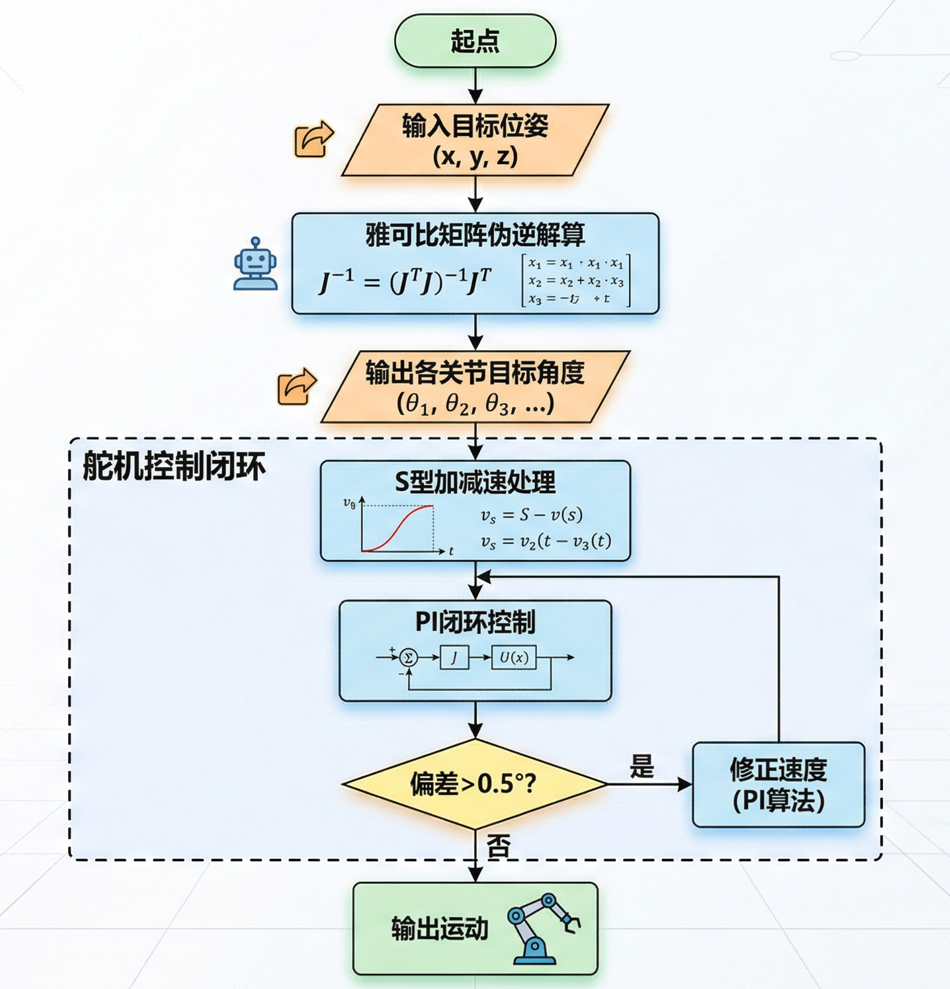 起点
输入目标位姿
(x, y, z)
雅可比矩阵伪逆解算
J⁻¹ = (JᵀJ)⁻¹Jᵀ
x₁ = x₁ · x₁ · x₁
x₂ = x₂ + x₂ · x₃
输出各关节目标角度
(θ₁, θ₂, θ₃, ...)
舵机控制闭环
S型加减速处理
v₀
t
vₛ = S − v(s)
vₛ = v₂(t − v₃(t)
PI闭环控制
+ Σ J U(x)
−
偏差>0.5°?
是
修正速度
(PI算法)
否
输出运动